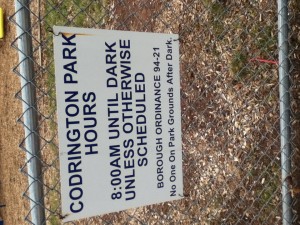 CODRINGTON PARK
HOURS
8:00AM UNTIL DARK
UNLESS OTHERWISE
SCHEDULED
BOROUGH ORDINANCE 94-21
No One On Park Grounds After Dark.